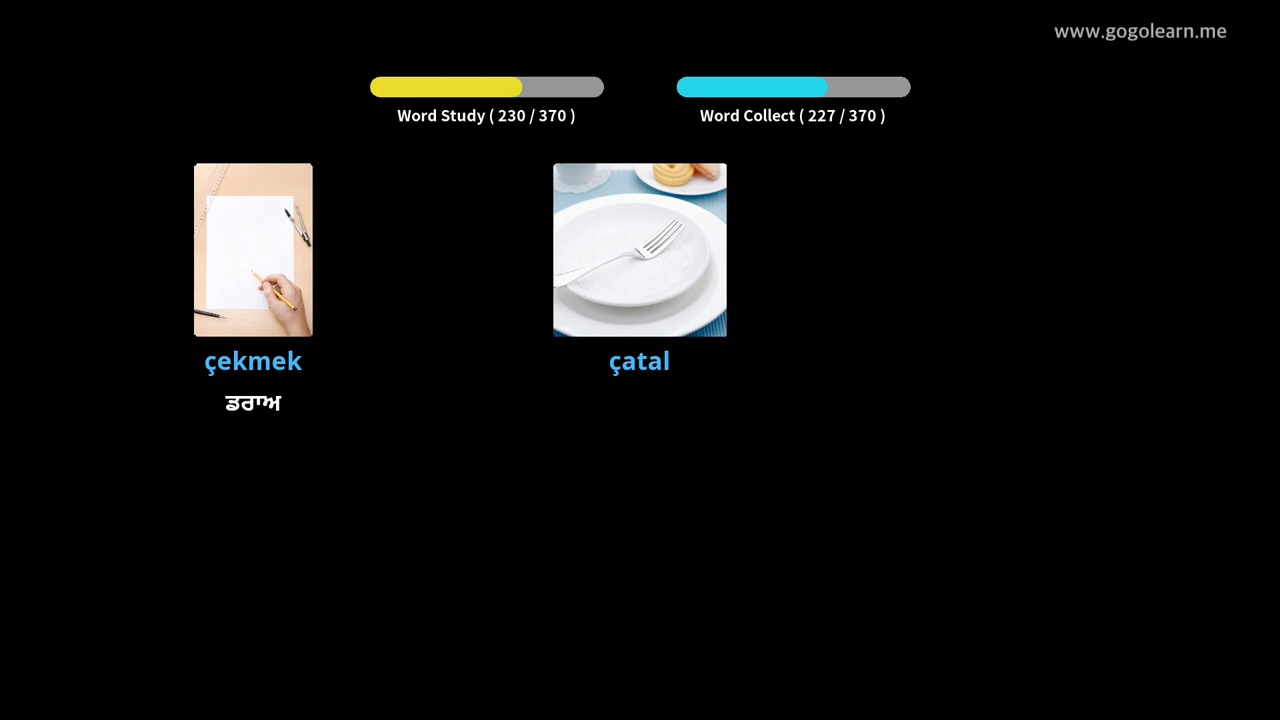 www.gogolearn.me
Word Study ( 230 / 370 )
Word Collect ( 227 / 370 )
çekmek
çatal
ਡਰਾਅ